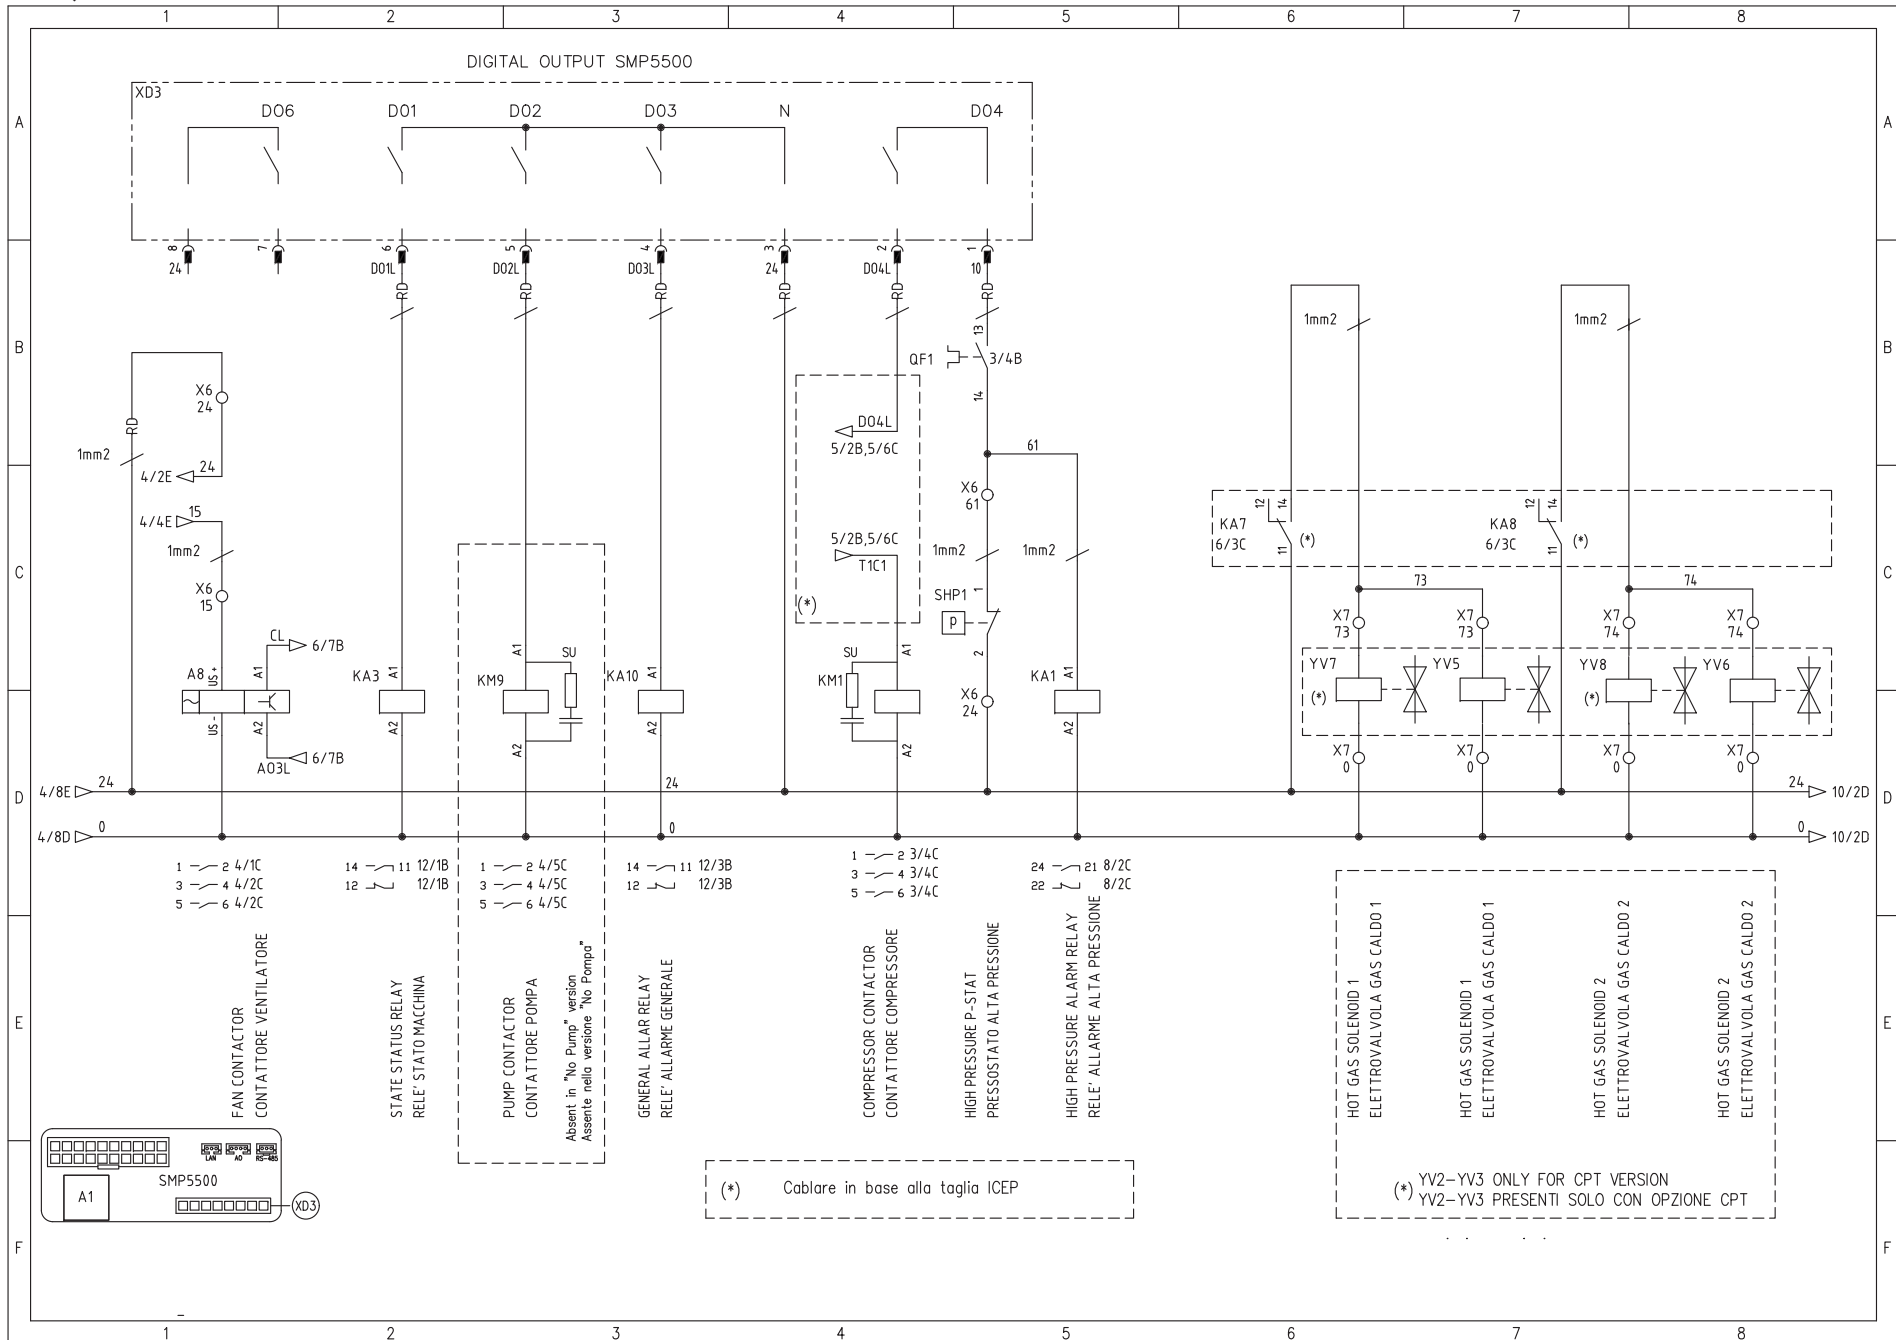 1 2 3 4 5 6 7 8
DIGITAL OUTPUT SMP5500
XD3
DO6 DO1 DO2 DO3 N DO4
A A
8 7 6 5 4 3 2 1
24 DO1L DO2L DO3L 24 DO4L 10
RD RD RD RD RD RD
B B
1mm2 1mm2
13
QF1 3/4B
14
X6
24
RD
1mm2
4/2E 24
DO4L
5/2B,5/6C
61
X6
61
4/4E 15
1mm2
5/2B,5/6C
T1C1
(*)
1mm2 1mm2
12 14
KA7
6/3C
11
(*)
12 14
KA8
6/3C
11
(*)
C C
X6
15
SHP1
P
1
2
73 74
X7
73
X7
73
X7
74
X7
74
CL 6/7B
A8 US+ A1
US- A2
AO3L 6/7B
KA3 A1
A2
KM9 A1
SU
A2
KA10 A1
A2
SU
KM1 A1
A2
X6
24
KA1 A1
A2
YV7
(*)
YV5
YV8
(*)
YV6
X7
0
X7
0
X7
0
X7
0
D D
4/8E 24 24 24 10/2D
4/8D 0 0 0 10/2D
1 2 4/1C
3 4 4/2C
5 6 4/2C
14 11 12/1B
12 12/1B
1 2 4/5C
3 4 4/5C
5 6 4/5C
14 11 12/3B
12 12/3B
1 2 3/4C
3 4 3/4C
5 6 3/4C
24 21 8/2C
22 8/2C
E E
FAN CONTACTOR
CONTATTORE VENTILATORE
STATE STATUS RELAY
RELE' STATO MACCHINA
PUMP CONTACTOR
CONTATTORE POMPA
Absent in "No Pump" version
Assente nella versione "No Pompa"
GENERAL ALLAR RELAY
RELE' ALLARME GENERALE
COMPRESSOR CONTACTOR
CONTATTORE COMPRESSORE
HIGH PRESSURE P-STAT
PRESSOSTATO ALTA PRESSIONE
HIGH PRESSURE ALARM RELAY
RELE' ALLARME ALTA PRESSIONE
HOT GAS SOLENOID 1
ELETTROVALVOLA GAS CALDO 1
HOT GAS SOLENOID 1
ELETTROVALVOLA GAS CALDO 1
HOT GAS SOLENOID 2
ELETTROVALVOLA GAS CALDO 2
HOT GAS SOLENOID 2
ELETTROVALVOLA GAS CALDO 2
LAN AO RS-485
SMP5500
A1
XD3
(*) Cablare in base alla taglia ICEP
(*) YV2-YV3 ONLY FOR CPT VERSION
YV2-YV3 PRESENTI SOLO CON OPZIONE CPT
F F
1 2 3 4 5 6 7 8